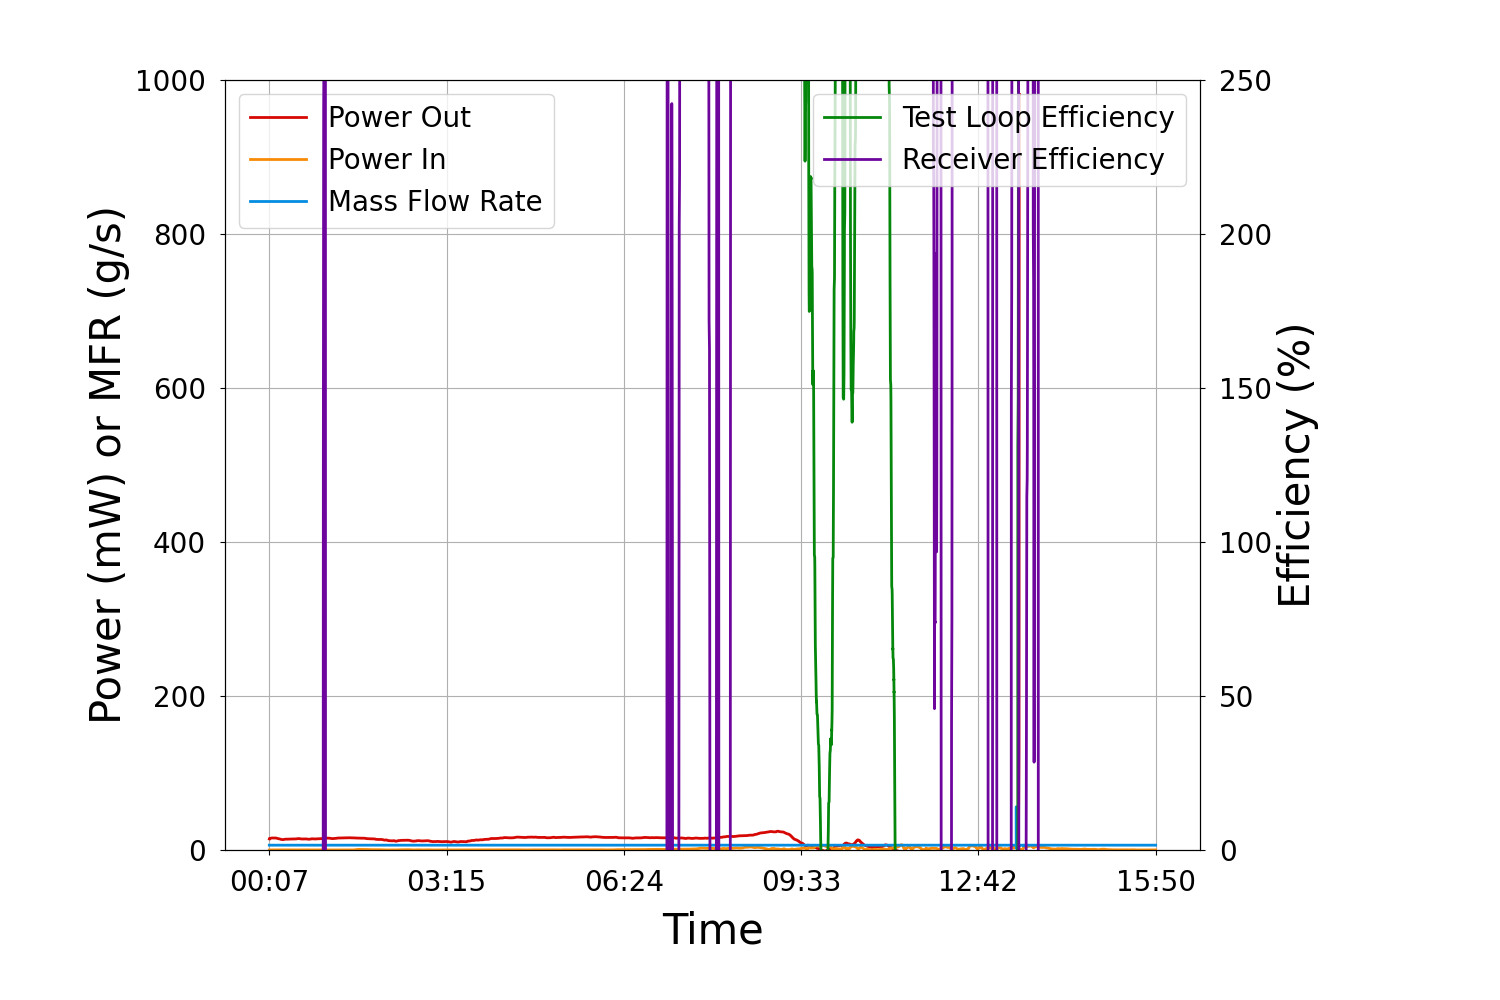 1000
800
600
400
200
0
Power (mW) or MFR (g/s)
Power Out
Power In
Mass Flow Rate
Test Loop Efficiency
Receiver Efficiency
250
200
150
100
50
0
Efficiency (%)
00:07 03:15 06:24 09:33 12:42 15:50
Time